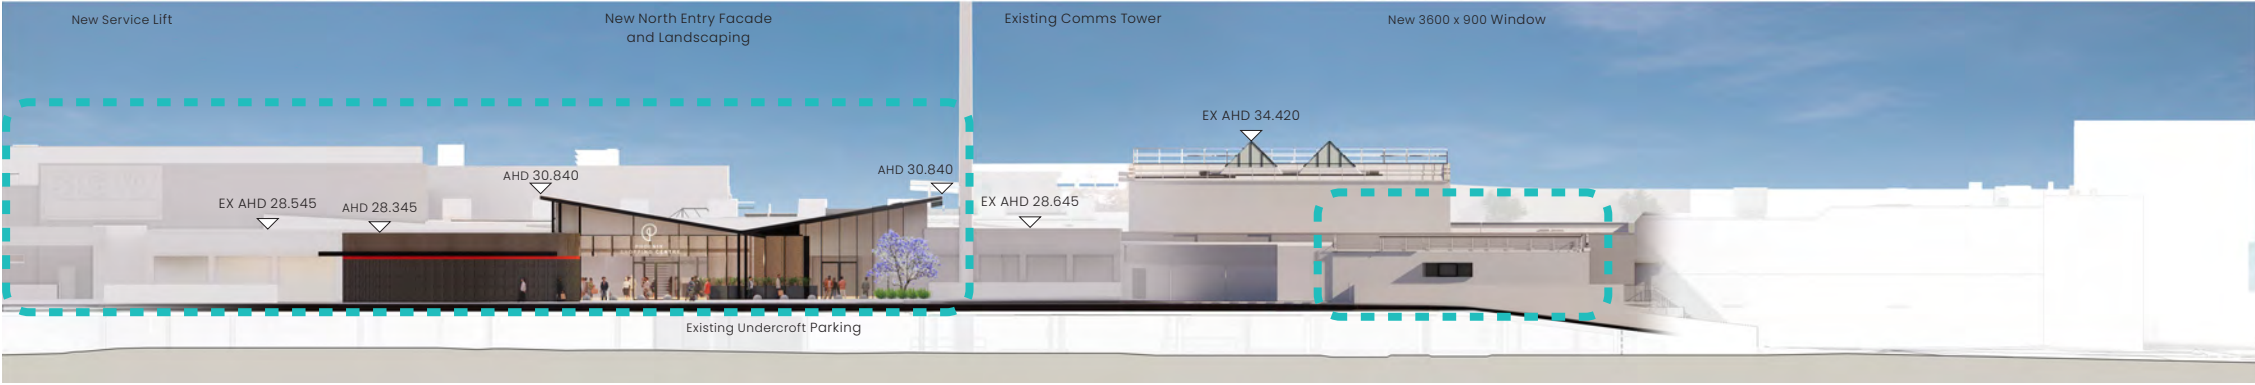 New Service Lift
New North Entry Facade
and Landscaping
Existing Comms Tower
New 3600 x 900 Window
EX AHD 34.420
AHD 30.840
AHD 30.840
EX AHD 28.545
AHD 28.345
EX AHD 28.645
Existing Undercroft Parking